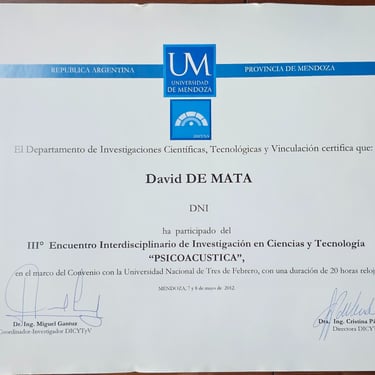 REPUBLICA ARGENTINA
UM
UNIVERSIDAD
DE MENDOZA
PROVINCIA DE MENDOZA
DICYTyV
El Departamento de Investigaciones Científicas, Tecnológicas y Vinculación certifica que:
David DE MATA
DNI
ha participado del
III° Encuentro Interdisciplinario de Investigación en Ciencias y Tecnología
“PSICOACUSTICA”,
en el marco del Convenio con la Universidad Nacional de Tres de Febrero, con una duración de 20 horas reloj
MENDOZA, 7 y 8 de mayo de 2012.
Dr. Ing. Miguel Gantuz
Coordinador-Investigador DICYTyV
Dra. Ing. Cristina
Directora DICYT